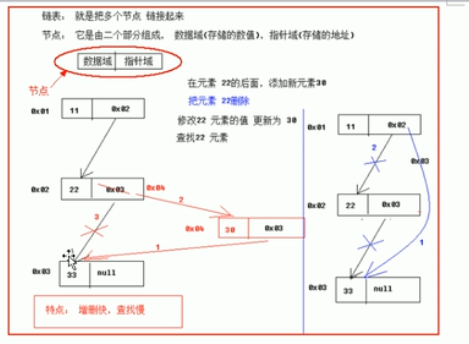 链表： 就是把多个节点 链接起来
节点： 它是由二个部分组成， 数据域(存储的数值)，指针域(存储的地址)
数据域 指针域
节点
在元素 22的后面，添加新元素30
把元素 22删除
修改22 元素的值 更新为 30
查找22 元素
0x01 11 0x02
0x02 22 0x03 0x04
3
2
0x04 30 0x03
1
0x03 33 null
特点： 增删快，查找慢
0x01 11 0x02
2
0x03
0x02 22 0x03
1
0x03 33 null